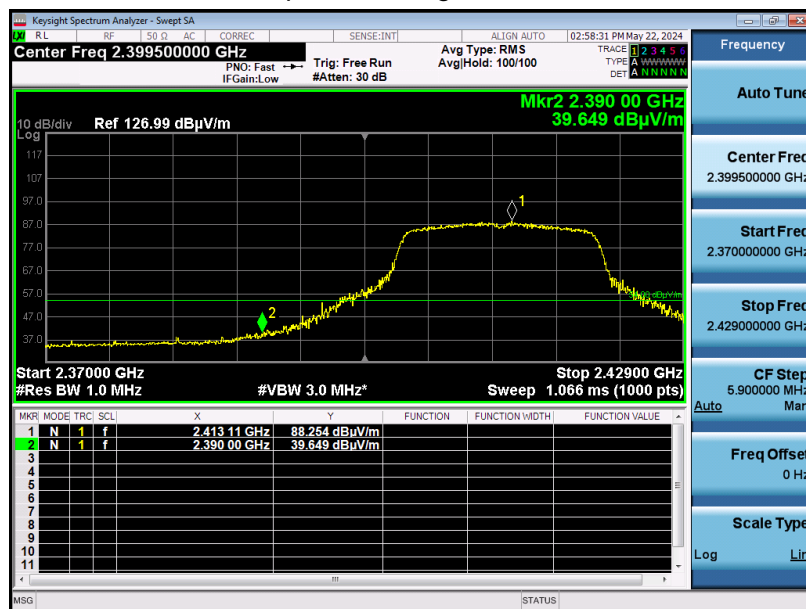 Keysight Spectrum Analyzer - Swept SA
LXI RL RF 50 Ω AC CORREC SENSE:INT ALIGN AUTO 02:58:31 PM May 22, 2024
Center Freq 2.399500000 GHz
PNO: Fast
IFGain:Low
Trig: Free Run
#Atten: 30 dB
Avg Type: RMS
Avg|Hold: 100/100
TRACE 1 2 3 4 5 6
TYPE A WWWWW
DET A N N N N N
Mkr2 2.390 00 GHz
39.649 dBµV/m
10 dB/div Ref 126.99 dBµV/m
Log
117
107
97.0
87.0
77.0
67.0
57.0
47.0
37.0
1
2
Start 2.37000 GHz Stop 2.42900 GHz
#Res BW 1.0 MHz #VBW 3.0 MHz* Sweep 1.066 ms (1000 pts)
MKR MODE TRC SCL X Y FUNCTION FUNCTION WIDTH FUNCTION VALUE
1 N 1 f 2.413 11 GHz 88.254 dBµV/m
2 N 1 f 2.390 00 GHz 39.649 dBµV/m
3
4
5
6
7
8
9
10
11
MSG STATUS
Frequency
Auto Tune
Center Freq
2.399500000 GHz
Start Freq
2.370000000 GHz
Stop Freq
2.429000000 GHz
CF Step
5.900000 MHz
Auto Man
Freq Offset
0 Hz
Scale Type
Log Lin